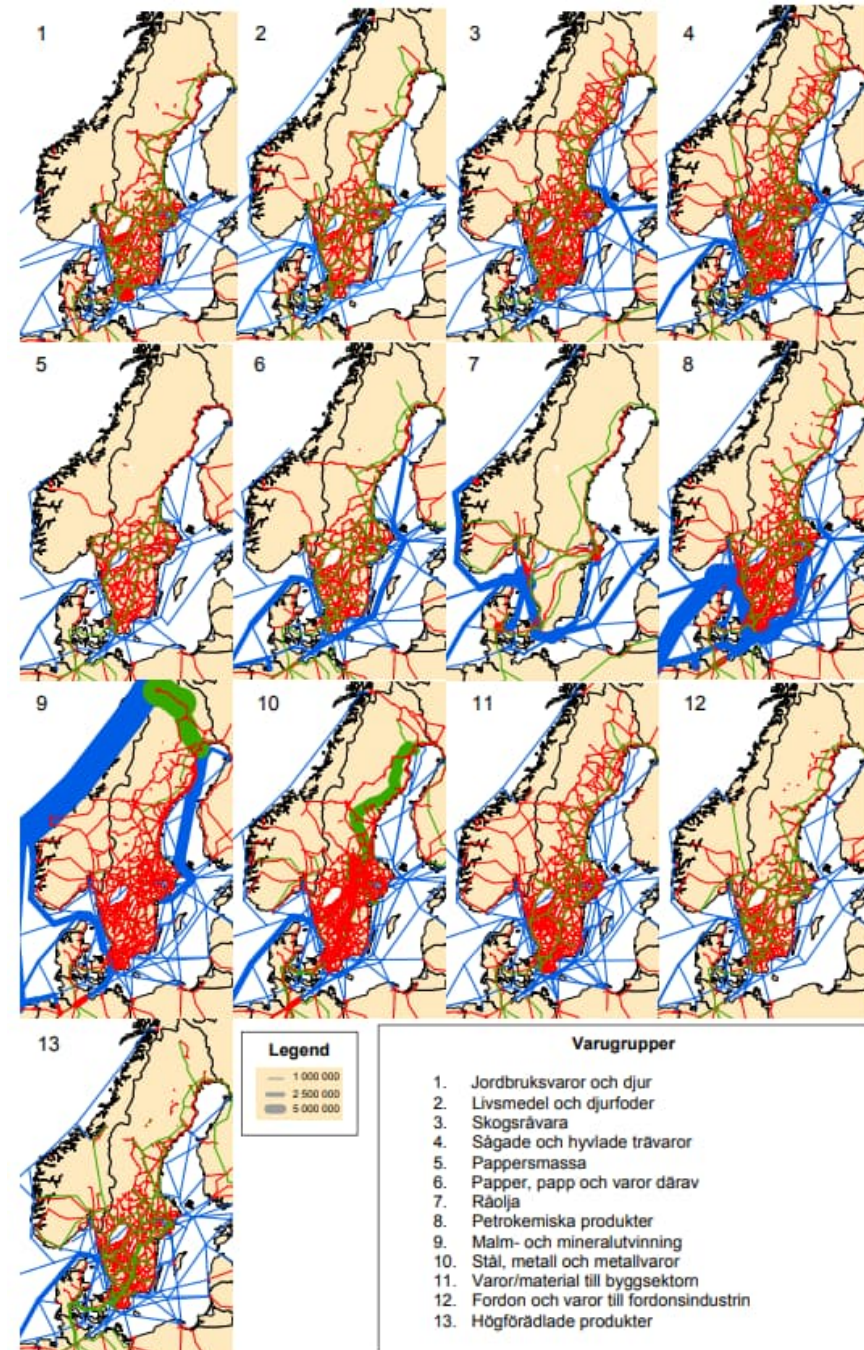 1
2
3
4
5
6
7
8
9
10
11
12
13
Legend
1 000 000
2 500 000
5 000 000
Varugrupper
1. Jordbruksvaror och djur
2. Livsmedel och djurfoder
3. Skogsråvara
4. Sågade och hyvlade trävaror
5. Pappersmassa
6. Papper, papp och varor därav
7. Råolja
8. Petrokemiska produkter
9. Malm- och mineralutvinning
10. Stål, metall och metallvaror
11. Varor/material till byggsektorn
12. Fordon och varor till fordonsindustrin
13. Högförädlade produkter